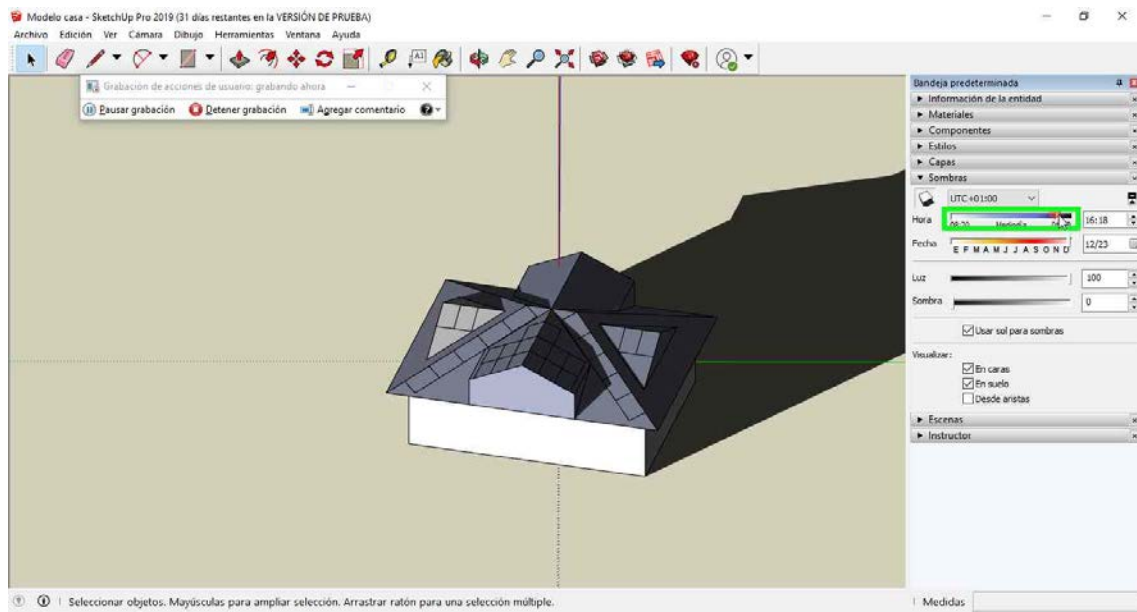 Modelo casa - SketchUp Pro 2019 (31 días restantes en la VERSIÓN DE PRUEBA)
Archivo Edición Ver Cámara Dibujo Herramientas Ventana Ayuda
Grabación de acciones de usuario: grabando ahora
Pausar grabación Detener grabación Agregar comentario
Bandeja predeterminada
Información de la entidad
Materiales
Componentes
Estilos
Capas
Sombras
UTC+01:00
Hora 08:20 Mediodía 16:18
Fecha E F M A M J J A S O N D 12/23
Luz 100
Sombra 0
Usar sol para sombras
Visualizar:
En caras
En suelo
Desde aristas
Escenas
Instructor
Seleccionar objetos. Mayúsculas para ampliar selección. Arrastrar ratón para una selección múltiple.
Medidas